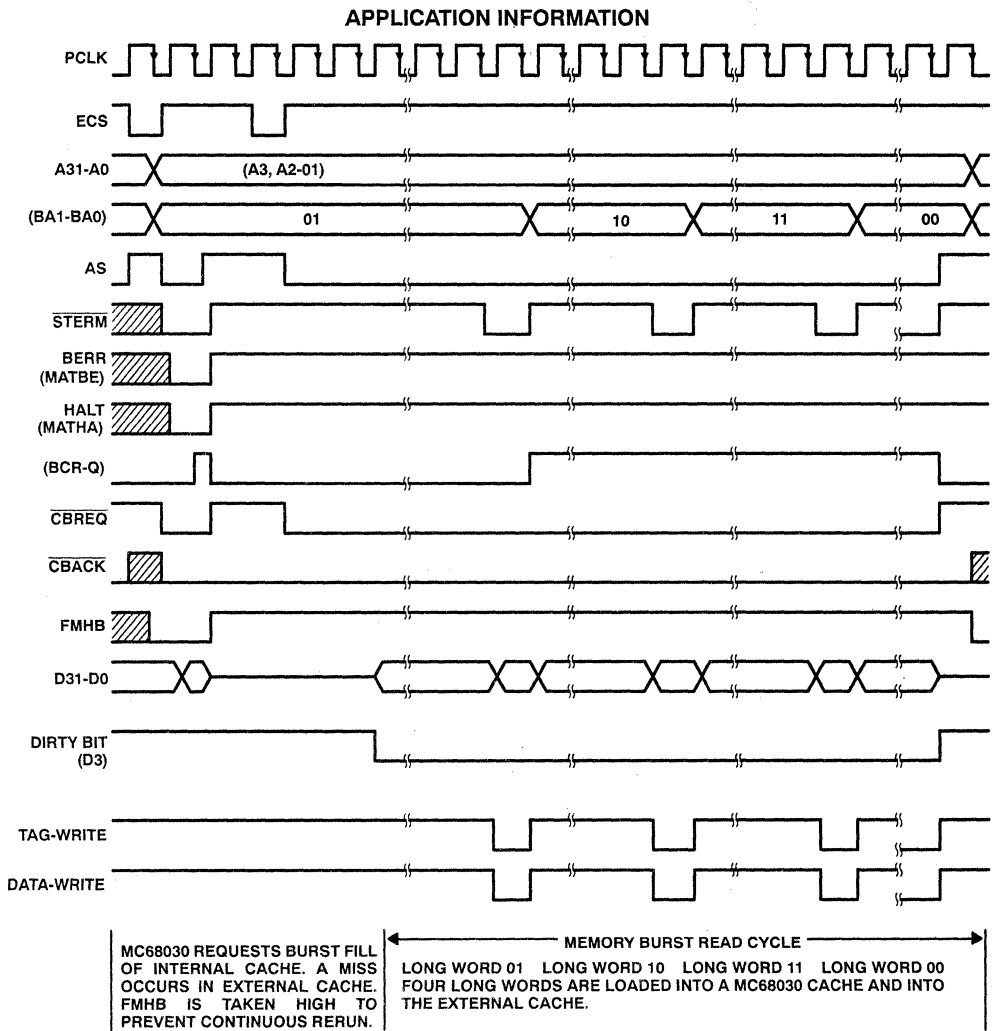 APPLICATION INFORMATION
PCLK
ECS
A31-A0
(A3, A2-01)
(BA1-BA0)
01
10
11
00
AS
STERM
BERR
(MATBE)
HALT
(MATHA)
(BCR-Q)
CBREQ
CBACK
FMHB
D31-D0
DIRTY BIT
(D3)
TAG-WRITE
DATA-WRITE
MC68030 REQUESTS BURST FILL
OF INTERNAL CACHE. A MISS
OCCURS IN EXTERNAL CACHE.
FMHB IS TAKEN HIGH TO
PREVENT CONTINUOUS RERUN.
MEMORY BURST READ CYCLE
LONG WORD 01 LONG WORD 10 LONG WORD 11 LONG WORD 00
FOUR LONG WORDS ARE LOADED INTO A MC68030 CACHE AND INTO
THE EXTERNAL CACHE.